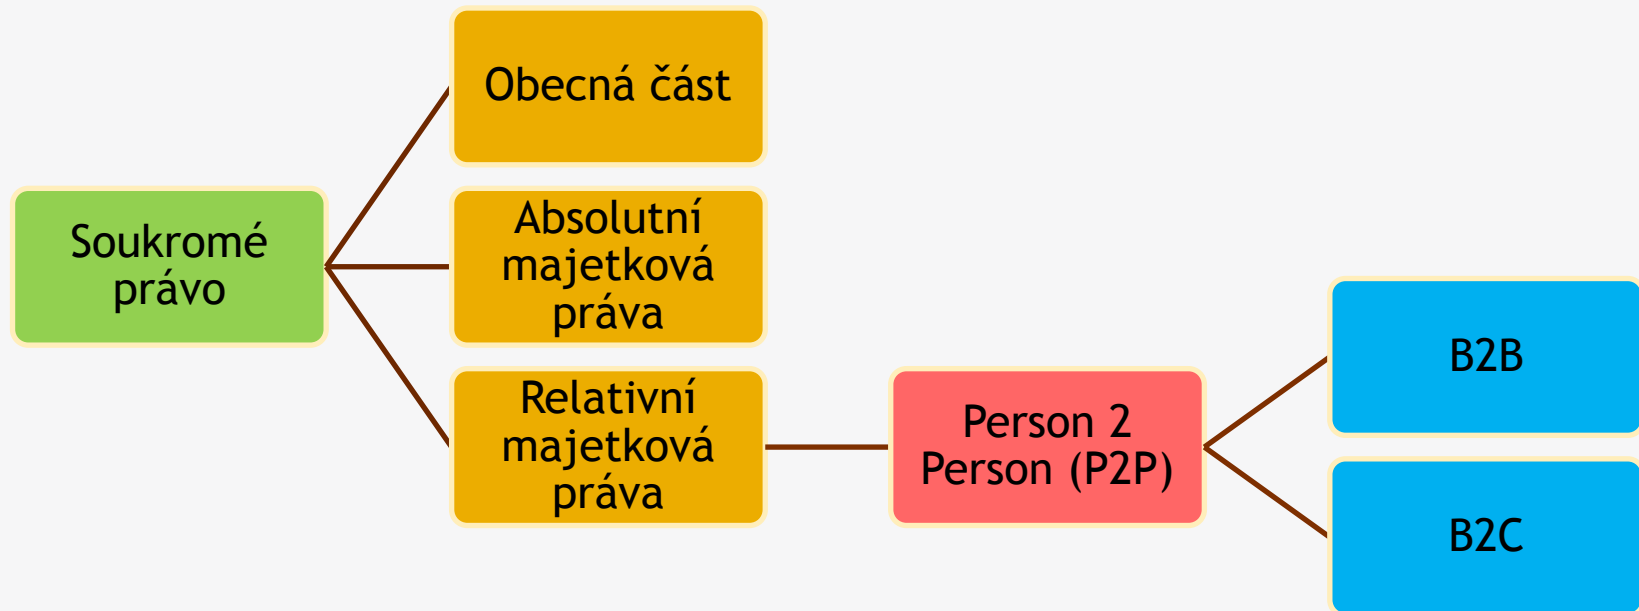 Soukromé
právo
Obecná část
Absolutní
majetková
práva
Relativní
majetková
práva
Person 2
Person (P2P)
B2B
B2C